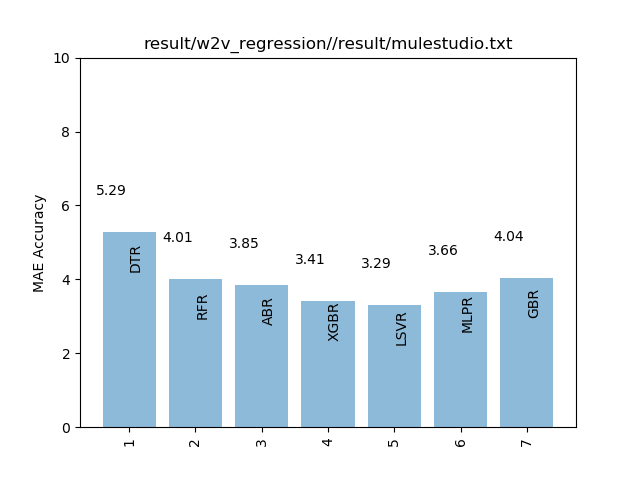 result/w2v_regression//result/mulestudio.txt
MAE Accuracy
10
8
6
4
2
0
5.29
4.01
3.85
3.41
3.29
3.66
4.04
DTR
RFR
ABR
XGBR
LSVR
MLPR
GBR
1
2
3
4
5
6
7